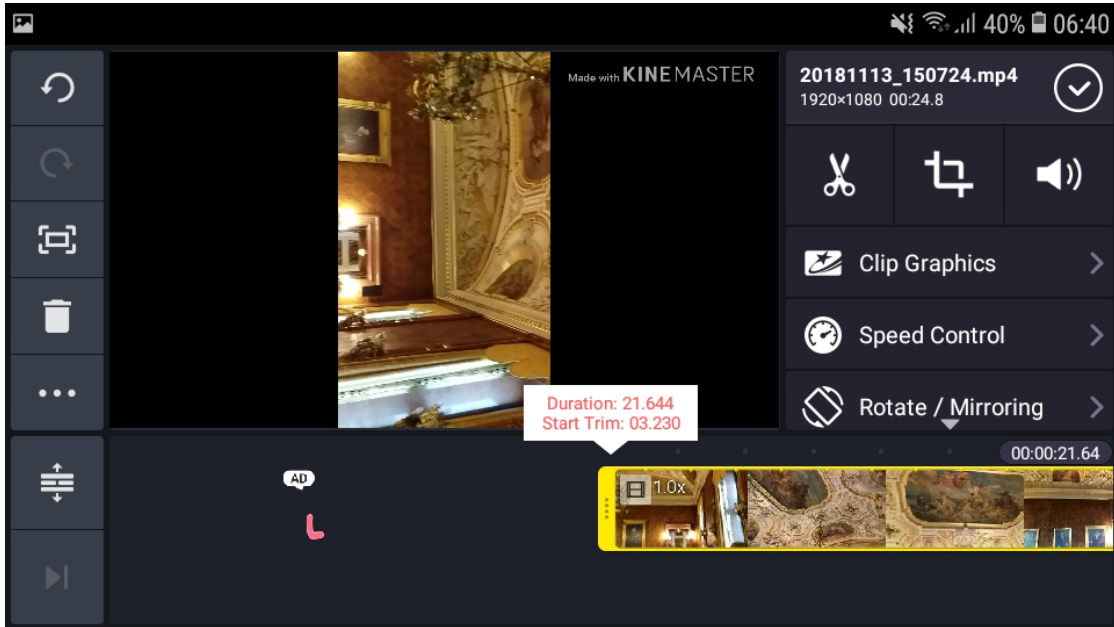 40% 06:40
Made with KINEMASTER
20181113_150724.mp4
1920×1080 00:24.8
Clip Graphics
Speed Control
Rotate / Mirroring
Duration: 21.644
Start Trim: 03.230
00:00:21.64
AD
1.0x